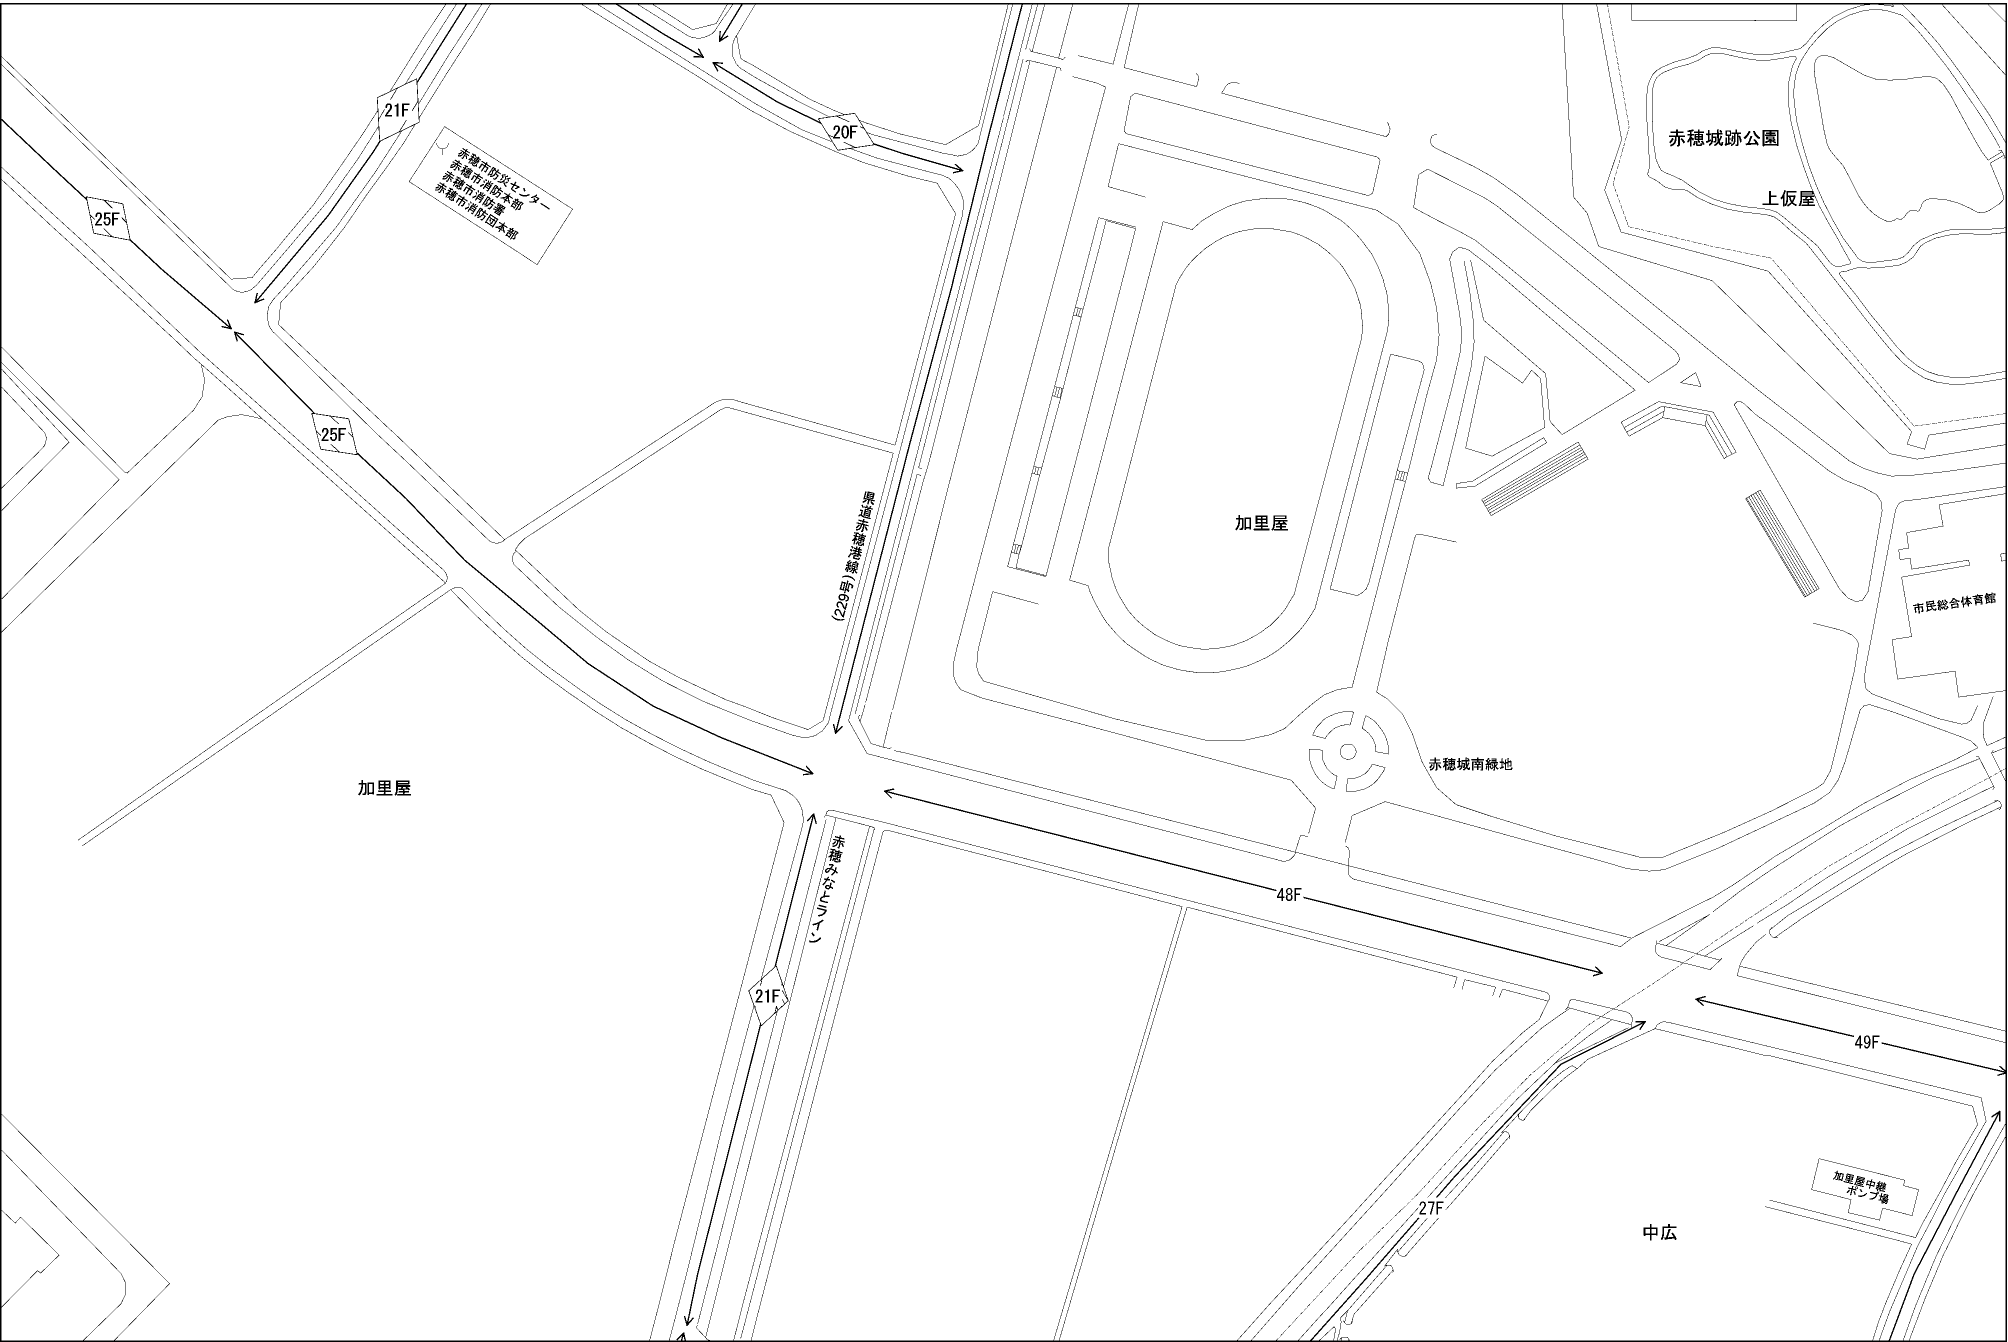 21F
20F
赤穂城跡公園
赤穂市防災センター
赤穂市消防本部
赤穂市消防署
赤穂市消防団本部
上仮屋
25F
25F
県道赤穂港線
(229号)
加里屋
市民総合体育館
赤穂城南緑地
加里屋
赤穂みなとライン
48F
21F
49F
加里屋中継
ポンプ場
27F
中広